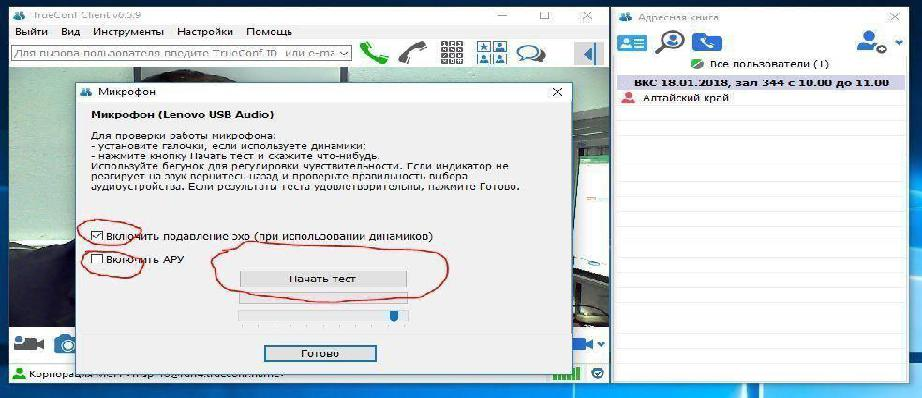 TrueConf Client v6.5.9
Выйти Вид Инструменты Настройки Помощь
Для вызова пользователя введите TrueConf ID или e-ma
Микрофон
Микрофон (Lenovo USB Audio)
Для проверки работы микрофона:
- установите галочки, если используете динамики;
- нажмите кнопку Начать тест и скажите что-нибудь.
Используйте бегунок для регулировки чувствительности. Если индикатор не
реагирует на звук вернитесь назад и проверьте правильность выбора
аудиоустройства. Если результаты теста удовлетворительны, нажмите Готово.
Включить подавление эхо (при использовании динамиков)
Включить АРУ
Начать тест
Готово
Корпорация
Адресная книга
Все пользователи (1)
ВКС 18.01.2018, зал 344 с 10.00 до 11.00
Алтайский край